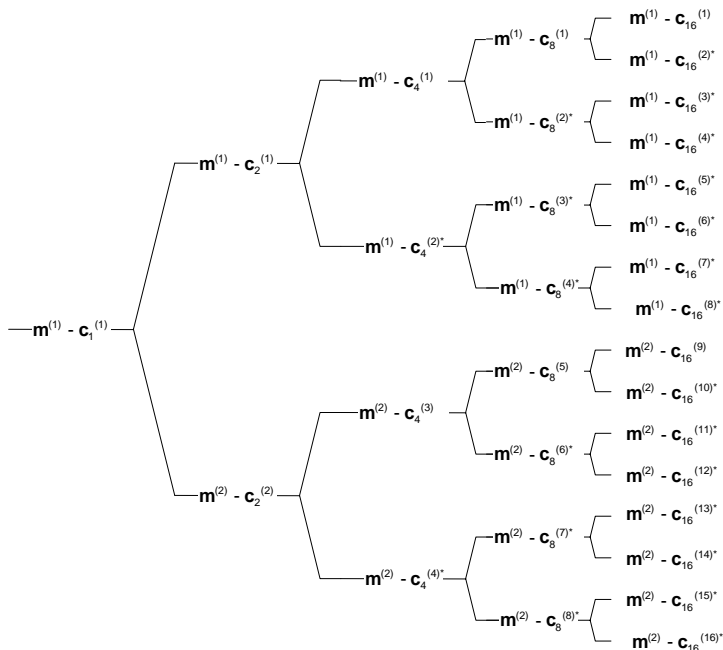 m(1) - c16(1)
m(1) - c8(1)
m(1) - c16(2)*
m(1) - c4(1)
m(1) - c16(3)*
m(1) - c8(2)*
m(1) - c16(4)*
m(1) - c2(1)
m(1) - c16(5)*
m(1) - c8(3)*
m(1) - c16(6)*
m(1) - c4(2)*
m(1) - c16(7)*
m(1) - c8(4)*
m(1) - c16(8)*
m(1) - c1(1)
m(2) - c16(9)
m(2) - c8(5)
m(2) - c16(10)*
m(2) - c4(3)
m(2) - c16(11)*
m(2) - c8(6)*
m(2) - c16(12)*
m(2) - c2(2)
m(2) - c16(13)*
m(2) - c8(7)*
m(2) - c16(14)*
m(2) - c4(4)*
m(2) - c16(15)*
m(2) - c8(8)*
m(2) - c16(16)*